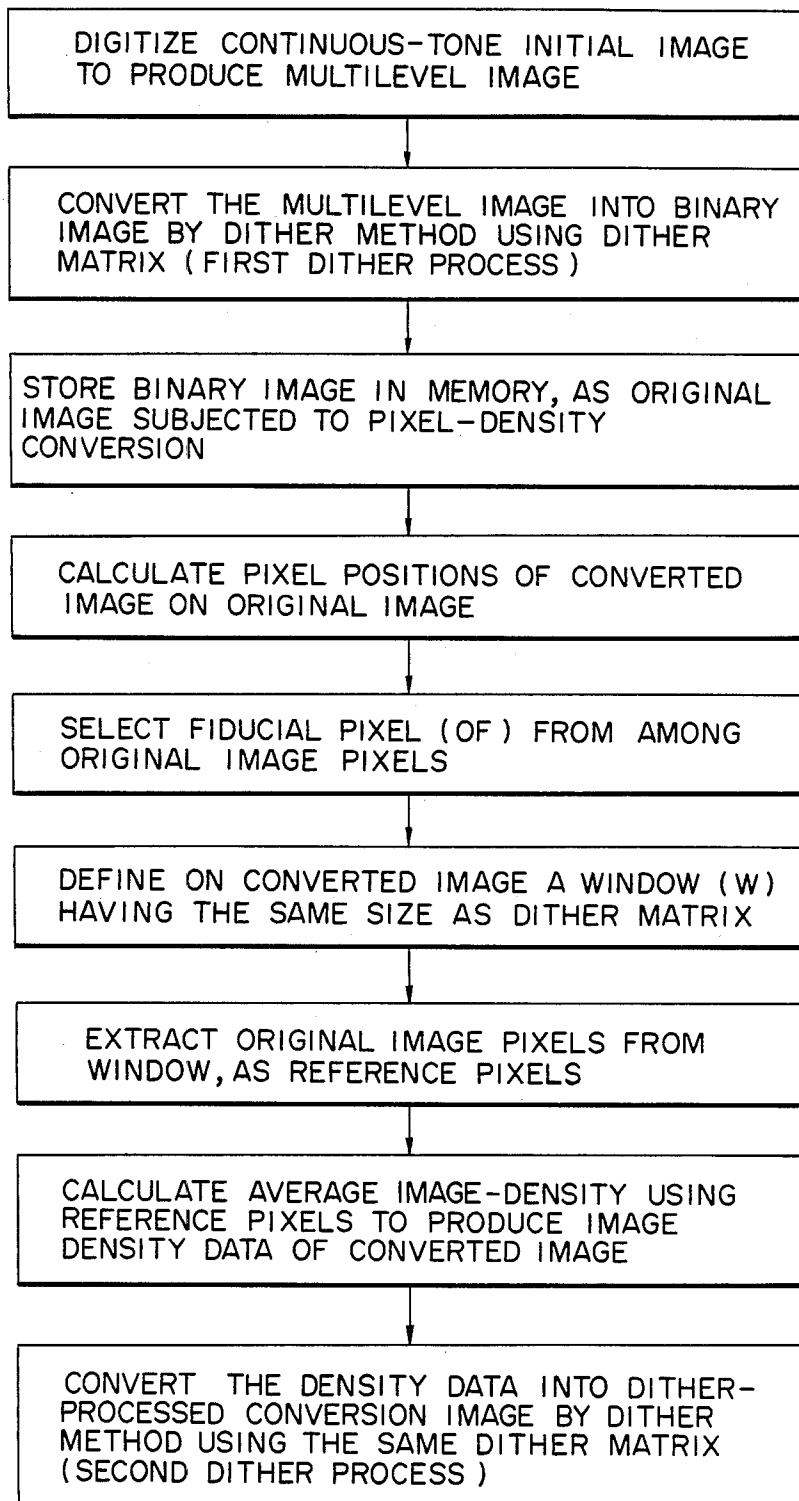 DIGITIZE CONTINUOUS-TONE INITIAL IMAGE
TO PRODUCE MULTILEVEL IMAGE
CONVERT THE MULTILEVEL IMAGE INTO BINARY
IMAGE BY DITHER METHOD USING DITHER
MATRIX (FIRST DITHER PROCESS)
STORE BINARY IMAGE IN MEMORY, AS ORIGINAL
IMAGE SUBJECTED TO PIXEL-DENSITY
CONVERSION
CALCULATE PIXEL POSITIONS OF CONVERTED
IMAGE ON ORIGINAL IMAGE
SELECT FIDUCIAL PIXEL (OF) FROM AMONG
ORIGINAL IMAGE PIXELS
DEFINE ON CONVERTED IMAGE A WINDOW (W)
HAVING THE SAME SIZE AS DITHER MATRIX
EXTRACT ORIGINAL IMAGE PIXELS FROM
WINDOW, AS REFERENCE PIXELS
CALCULATE AVERAGE IMAGE-DENSITY USING
REFERENCE PIXELS TO PRODUCE IMAGE
DENSITY DATA OF CONVERTED IMAGE
CONVERT THE DENSITY DATA INTO DITHER-
PROCESSED CONVERSION IMAGE BY DITHER
METHOD USING THE SAME DITHER MATRIX
(SECOND DITHER PROCESS)